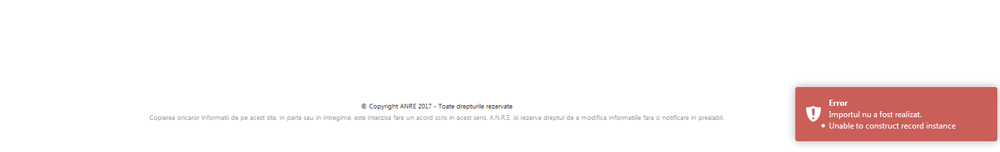 © Copyright ANRE 2017 - Toate drepturile rezervate
Copierea oricaror informatii de pe acest site, in parte sau in intregime, este interzisa fara un acord scris in acest sens. A.N.R.E. isi rezerva dreptul de a modifica informatiile fara o notificare in prealabil.
Error
Importul nu a fost realizat.
• Unable to construct record instance